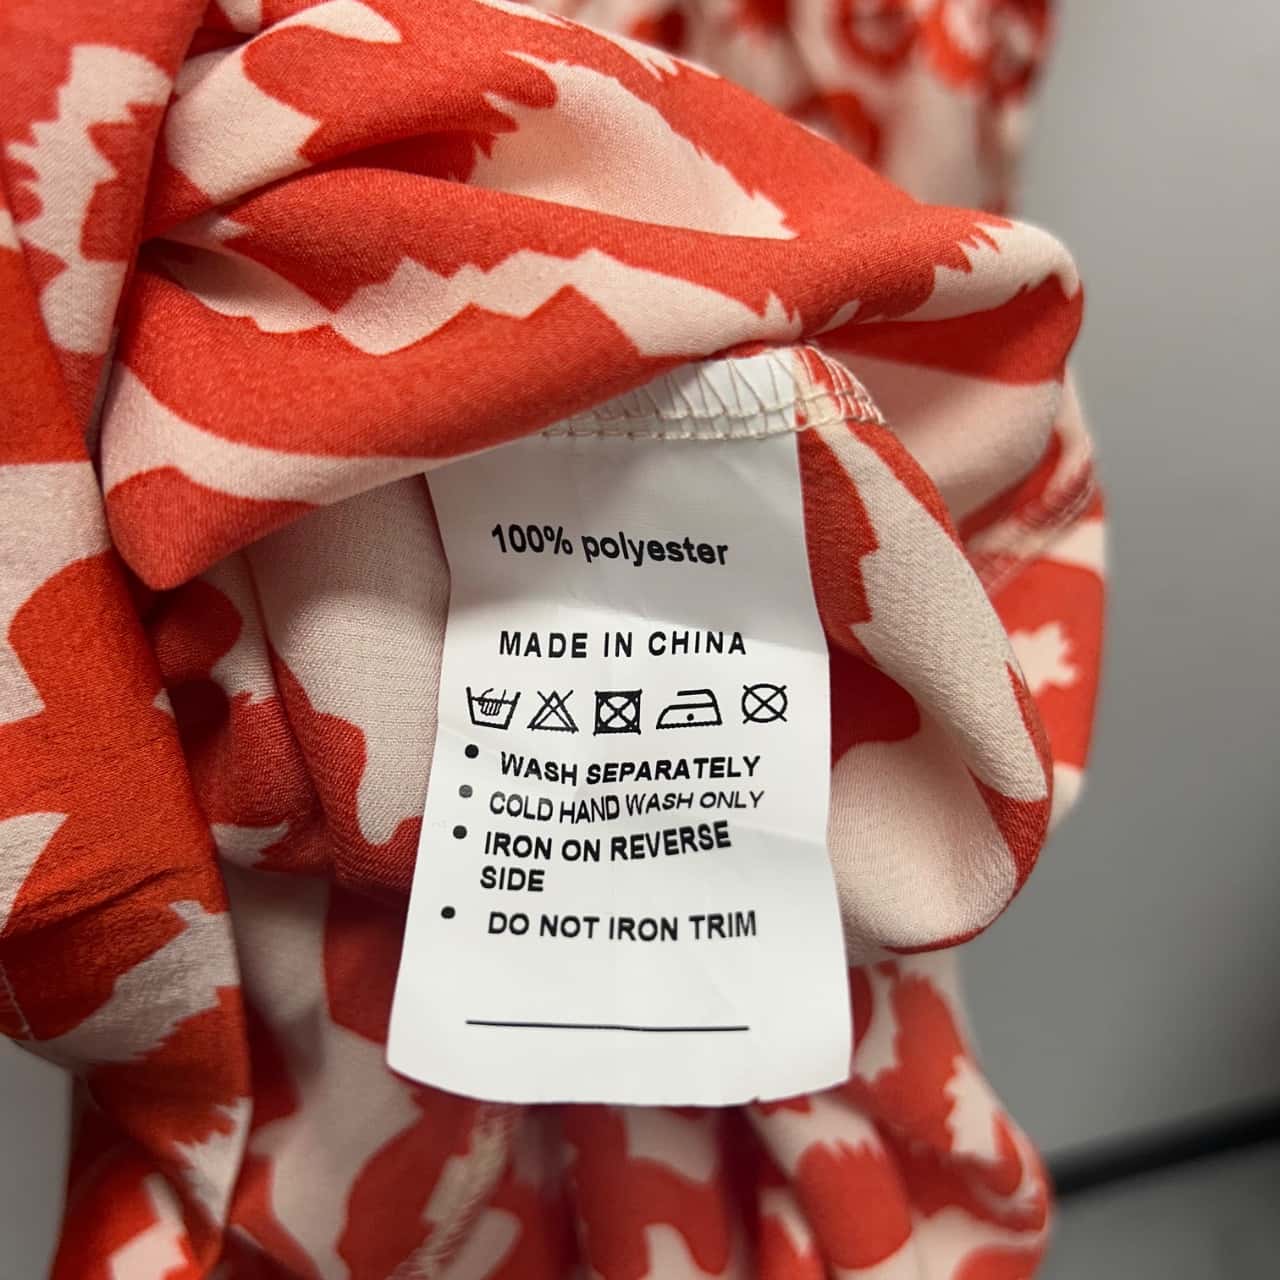 100% polyester
MADE IN CHINA
• WASH SEPARATELY
• COLD HAND WASH ONLY
• IRON ON REVERSE
SIDE
• DO NOT IRON TRIM